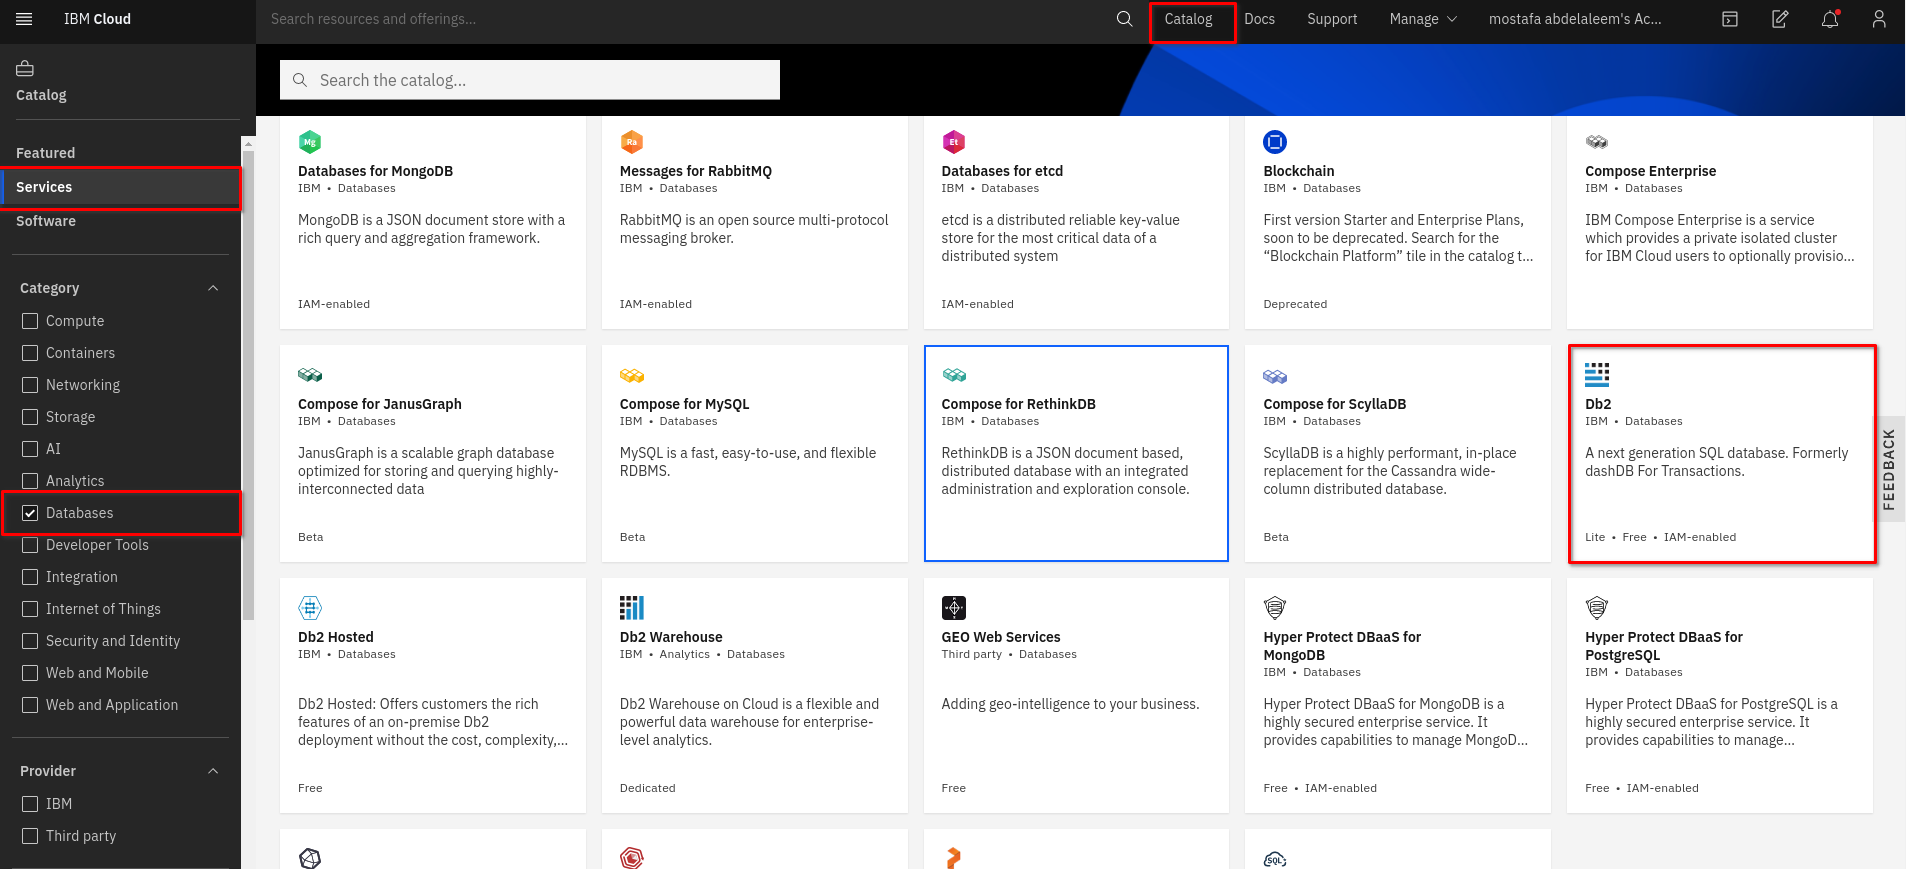 IBM Cloud
Search resources and offerings...
Catalog
Docs
Support
Manage
mostafa abdelaleem's Ac...
Catalog
Featured
Services
Software
Category
Compute
Containers
Networking
Storage
AI
Analytics
Databases
Developer Tools
Integration
Internet of Things
Security and Identity
Web and Mobile
Web and Application
Provider
IBM
Third party
Search the catalog...
Mg
Databases for MongoDB
IBM • Databases
MongoDB is a JSON document store with a
rich query and aggregation framework.
IAM-enabled
Ra
Messages for RabbitMQ
IBM • Databases
RabbitMQ is an open source multi-protocol
messaging broker.
IAM-enabled
Et
Databases for etcd
IBM • Databases
etcd is a distributed reliable key-value
store for the most critical data of a
distributed system
IAM-enabled
Blockchain
IBM • Databases
First version Starter and Enterprise Plans,
soon to be deprecated. Search for the
“Blockchain Platform” tile in the catalog t...
Deprecated
Compose Enterprise
IBM • Databases
IBM Compose Enterprise is a service
which provides a private isolated cluster
for IBM Cloud users to optionally provisio...
Compose for JanusGraph
IBM • Databases
JanusGraph is a scalable graph database
optimized for storing and querying highly-
interconnected data
Beta
Compose for MySQL
IBM • Databases
MySQL is a fast, easy-to-use, and flexible
RDBMS.
Beta
Compose for RethinkDB
IBM • Databases
RethinkDB is a JSON document based,
distributed database with an integrated
administration and exploration console.
Compose for ScyllaDB
IBM • Databases
ScyllaDB is a highly performant, in-place
replacement for the Cassandra wide-
column distributed database.
Beta
Db2
IBM • Databases
A next generation SQL database. Formerly
dashDB For Transactions.
Lite • Free • IAM-enabled
FEEDBACK
Db2 Hosted
IBM • Databases
Db2 Hosted: Offers customers the rich
features of an on-premise Db2
deployment without the cost, complexity,...
Free
Db2 Warehouse
IBM • Analytics • Databases
Db2 Warehouse on Cloud is a flexible and
powerful data warehouse for enterprise-
level analytics.
Dedicated
GEO Web Services
Third party • Databases
Adding geo-intelligence to your business.
Free
Hyper Protect DBaaS for
MongoDB
IBM • Databases
Hyper Protect DBaaS for MongoDB is a
highly secured enterprise service. It
provides capabilities to manage MongoD...
Free • IAM-enabled
Hyper Protect DBaaS for
PostgreSQL
IBM • Databases
Hyper Protect DBaaS for PostgreSQL is a
highly secured enterprise service. It
provides capabilities to manage...
Free • IAM-enabled
SQL